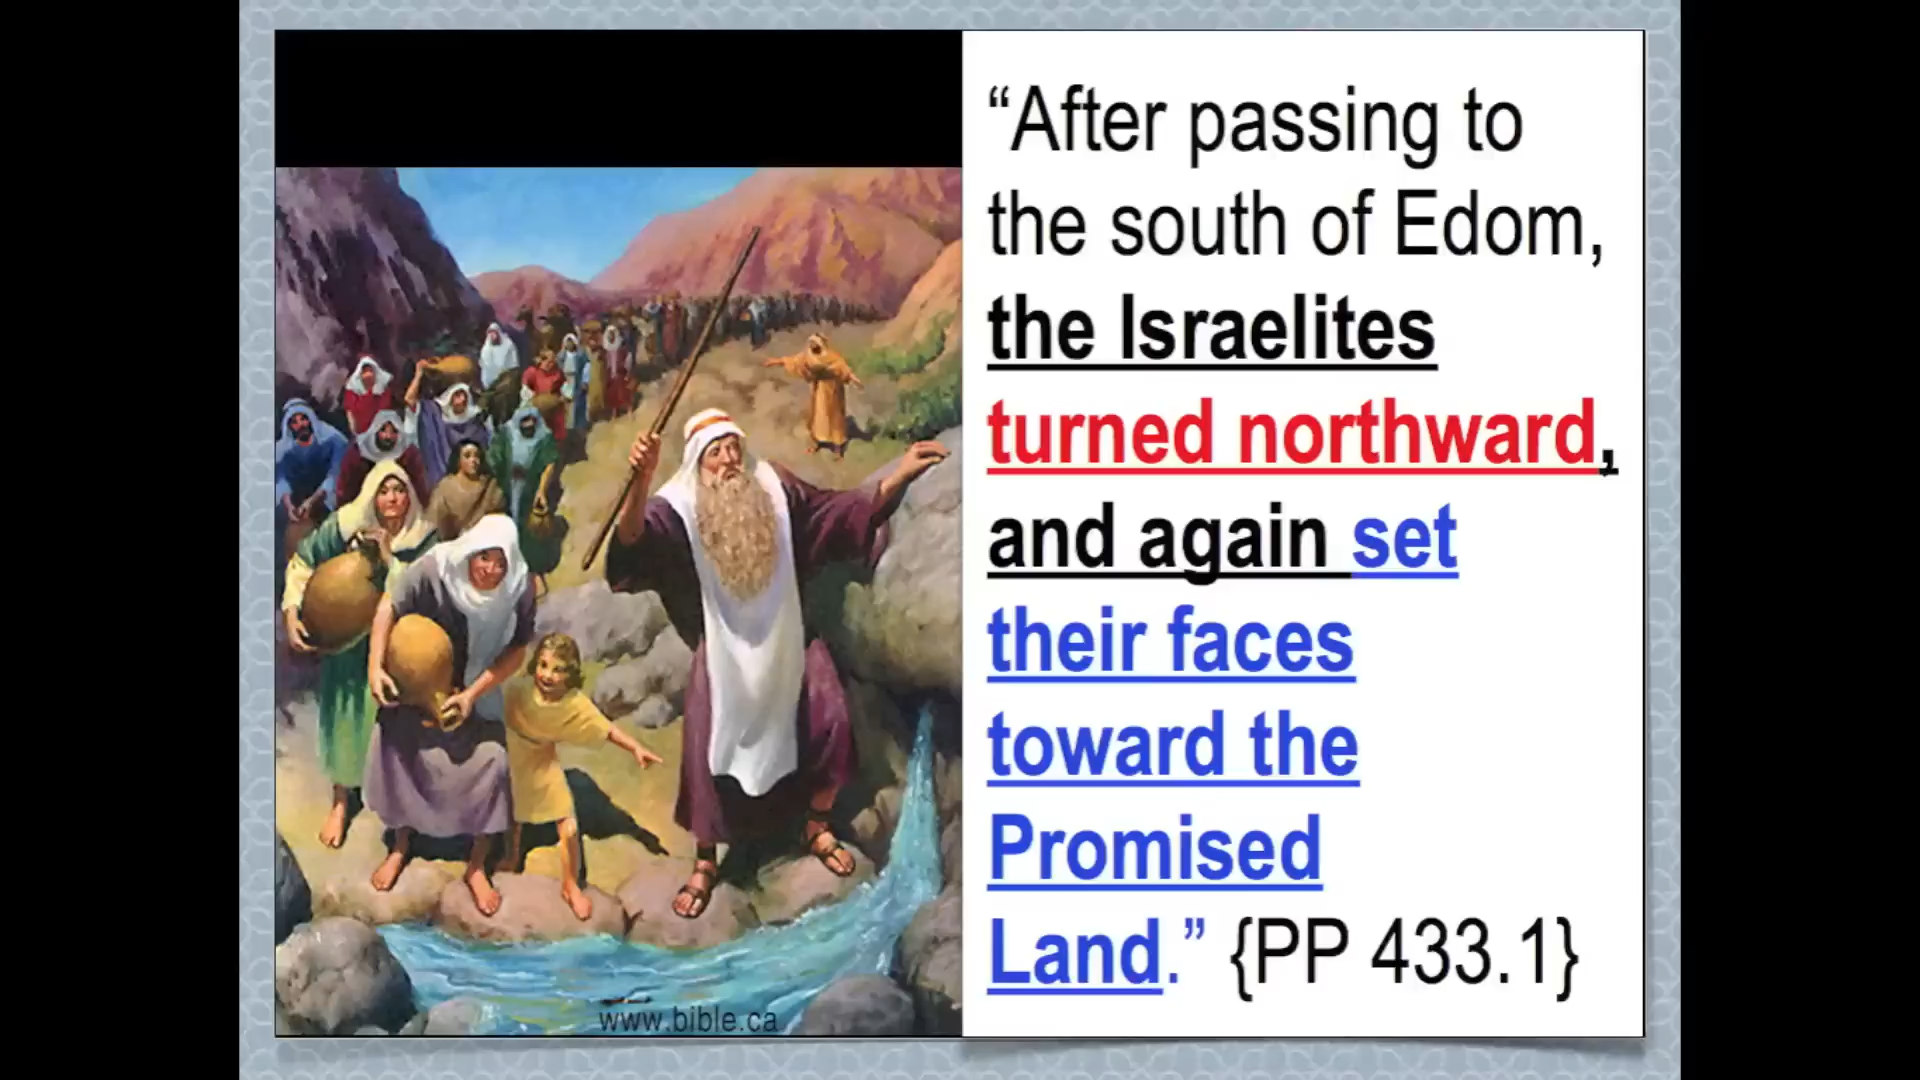 “After passing to
the south of Edom,
the Israelites
turned northward,
and again set
their faces
toward the
Promised
Land.” {PP 433.1}
www.bible.ca